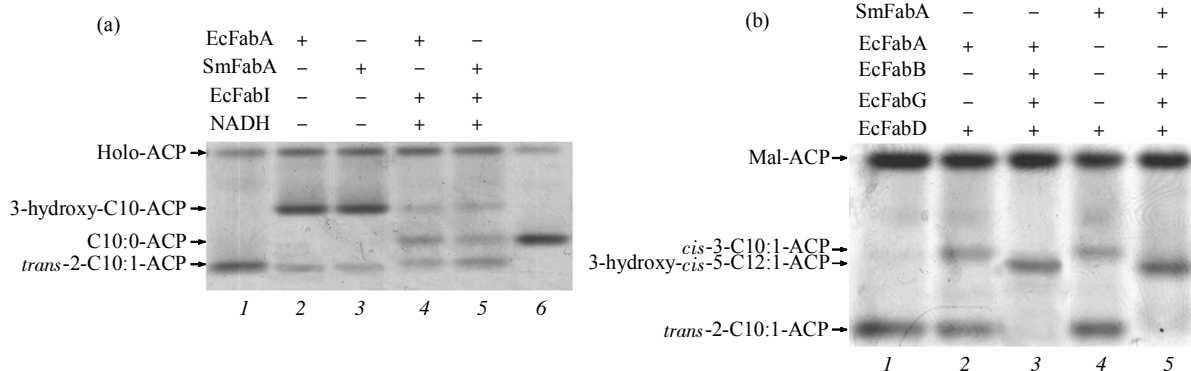 (a)
EcFabA + – + –
SmFabA – + – +
EcFabI – – + +
NADH – – + +
Holo-ACP
3-hydroxy-C10-ACP
C10:0-ACP
trans-2-C10:1-ACP
1 2 3 4 5 6
(b)
SmFabA – – + +
EcFabA + + – –
EcFabB – + – +
EcFabG – + – +
EcFabD + + + +
Mal-ACP
cis-3-C10:1-ACP
3-hydroxy-cis-5-C12:1-ACP
trans-2-C10:1-ACP
1 2 3 4 5